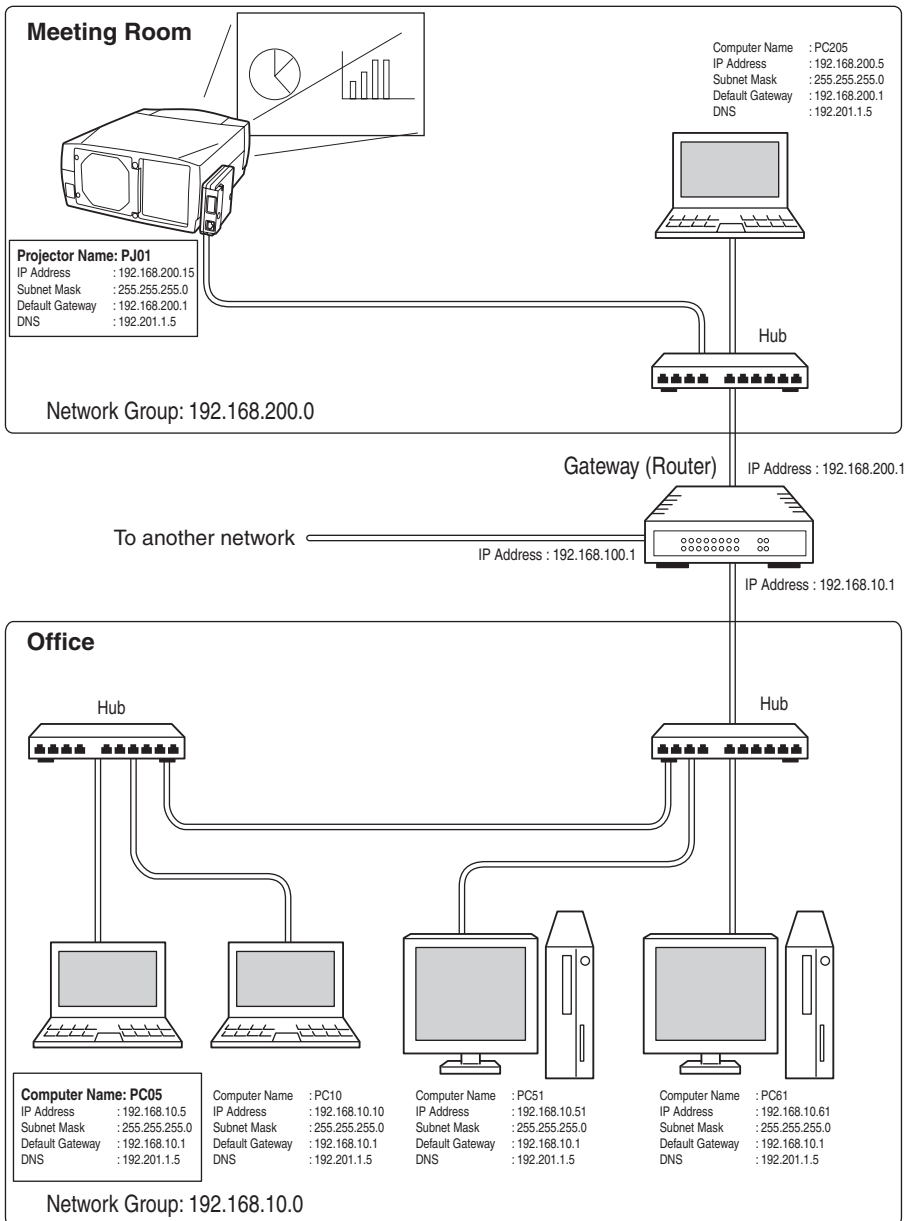 Meeting Room
Computer Name : PC205
IP Address : 192.168.200.5
Subnet Mask : 255.255.255.0
Default Gateway : 192.168.200.1
DNS : 192.201.1.5
Projector Name: PJ01
IP Address : 192.168.200.15
Subnet Mask : 255.255.255.0
Default Gateway : 192.168.200.1
DNS : 192.201.1.5
Hub
Network Group: 192.168.200.0
Gateway (Router)
IP Address : 192.168.200.1
To another network
IP Address : 192.168.100.1
IP Address : 192.168.10.1
Office
Hub
Hub
Computer Name: PC05
IP Address : 192.168.10.5
Subnet Mask : 255.255.255.0
Default Gateway : 192.168.10.1
DNS : 192.201.1.5
Computer Name : PC10
IP Address : 192.168.10.10
Subnet Mask : 255.255.255.0
Default Gateway : 192.168.10.1
DNS : 192.201.1.5
Computer Name : PC51
IP Address : 192.168.10.51
Subnet Mask : 255.255.255.0
Default Gateway : 192.168.10.1
DNS : 192.201.1.5
Computer Name : PC61
IP Address : 192.168.10.61
Subnet Mask : 255.255.255.0
Default Gateway : 192.168.10.1
DNS : 192.201.1.5
Network Group: 192.168.10.0